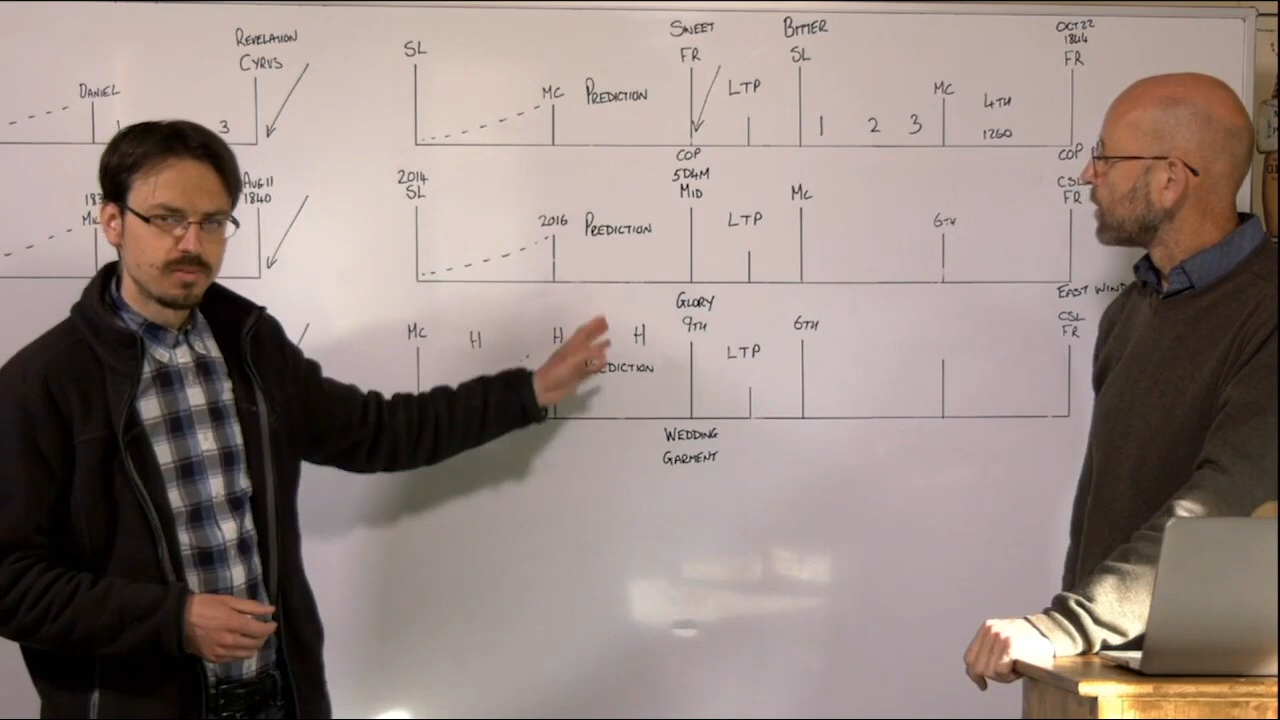 REVELATION
CYRUS
SL
SWEET
FR
BITTER
SL
OCT 22
1844
FR
DANIEL
MC
PREDICTION
LTP
MC
4TH
1 2 3
3
1260
COP
5D4M
MID
COP
CSL
FR
AUG 11
1840
2014
SL
MC
2016
PREDICTION
LTP
6TH
GLORY
9TH
EAST WIND
CSL
FR
MC
H
H
H
6TH
LTP
WEDDING
GARMENT